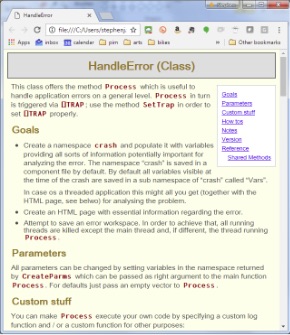 HandleError
file:///C:/Users/stephen
Apps
inbox
calendar
pim
arts
bikes
»
Other bookmarks
HandleError (Class)
This class offers the method Process which is useful to
handle application errors on a general level. Process in turn
is triggered via ⎕TRAP; use the method SetTrap in order to
set ⎕TRAP property.
Goals
Parameters
Custom stuff
How tos
Notes
Version
Reference
Shared Methods
Goals
Create a namespace crash and populate it with variables
providing all sorts of information potentially important for
analyzing the error. The namespace "crash" is saved in a
component file by default. By default all variables visible at
the time of the crash are saved in a sub namespace of "crash" called "Vars".
In case os a threaded application this might all you get (together with the
HTML page, see below) for analysing the problem.
Create an HTML page with essential information regarding the error.
Attempt to save an error workspace. In order to achieve that, all running
threads are killed except the main thread and, if different, the thread running
Process.
Parameters
All parameters can be changed by setting variables in the namespace returned
by CreateParms which can be passed as right argument to the main function
Process. For defaults just pass an empty vector to Process.
Custom stuff
You can make Process execute your own code by specifying a custom log
function and / or a custom function for other purposes: